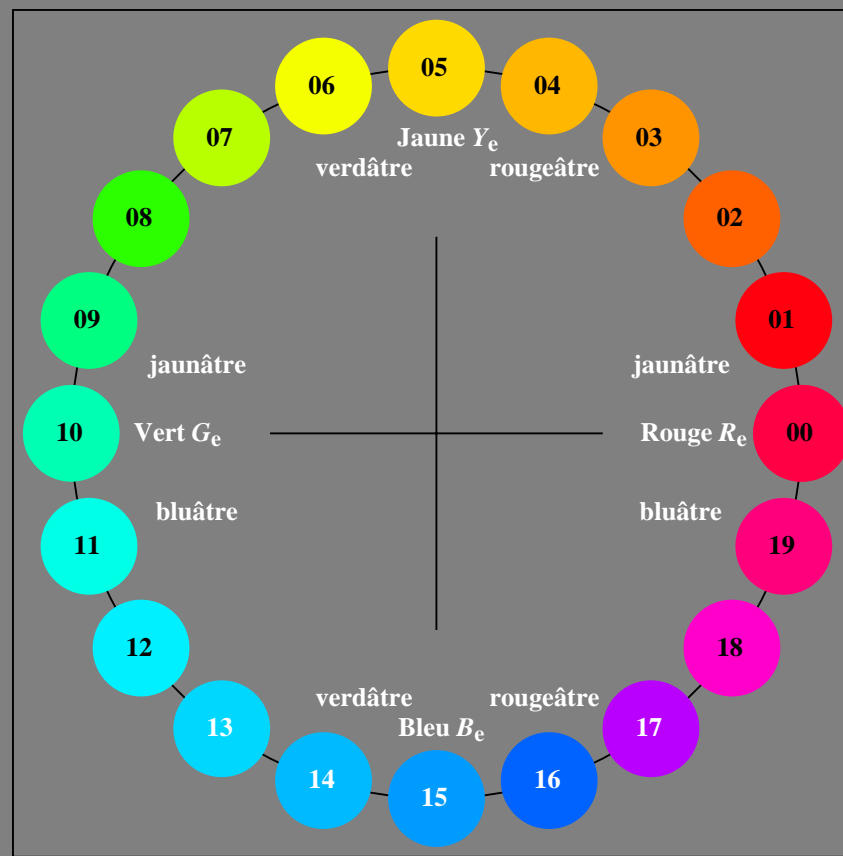 05
06 04
07 03
Jaune Ye
verdâtre rougeâtre
08 02
09 01
jaunâtre jaunâtre
10 Vert Ge Rouge Re 00
bluâtre bluâtre
11 19
12 18
verdâtre rougeâtre
13 Bleu Be 17
14 16
15